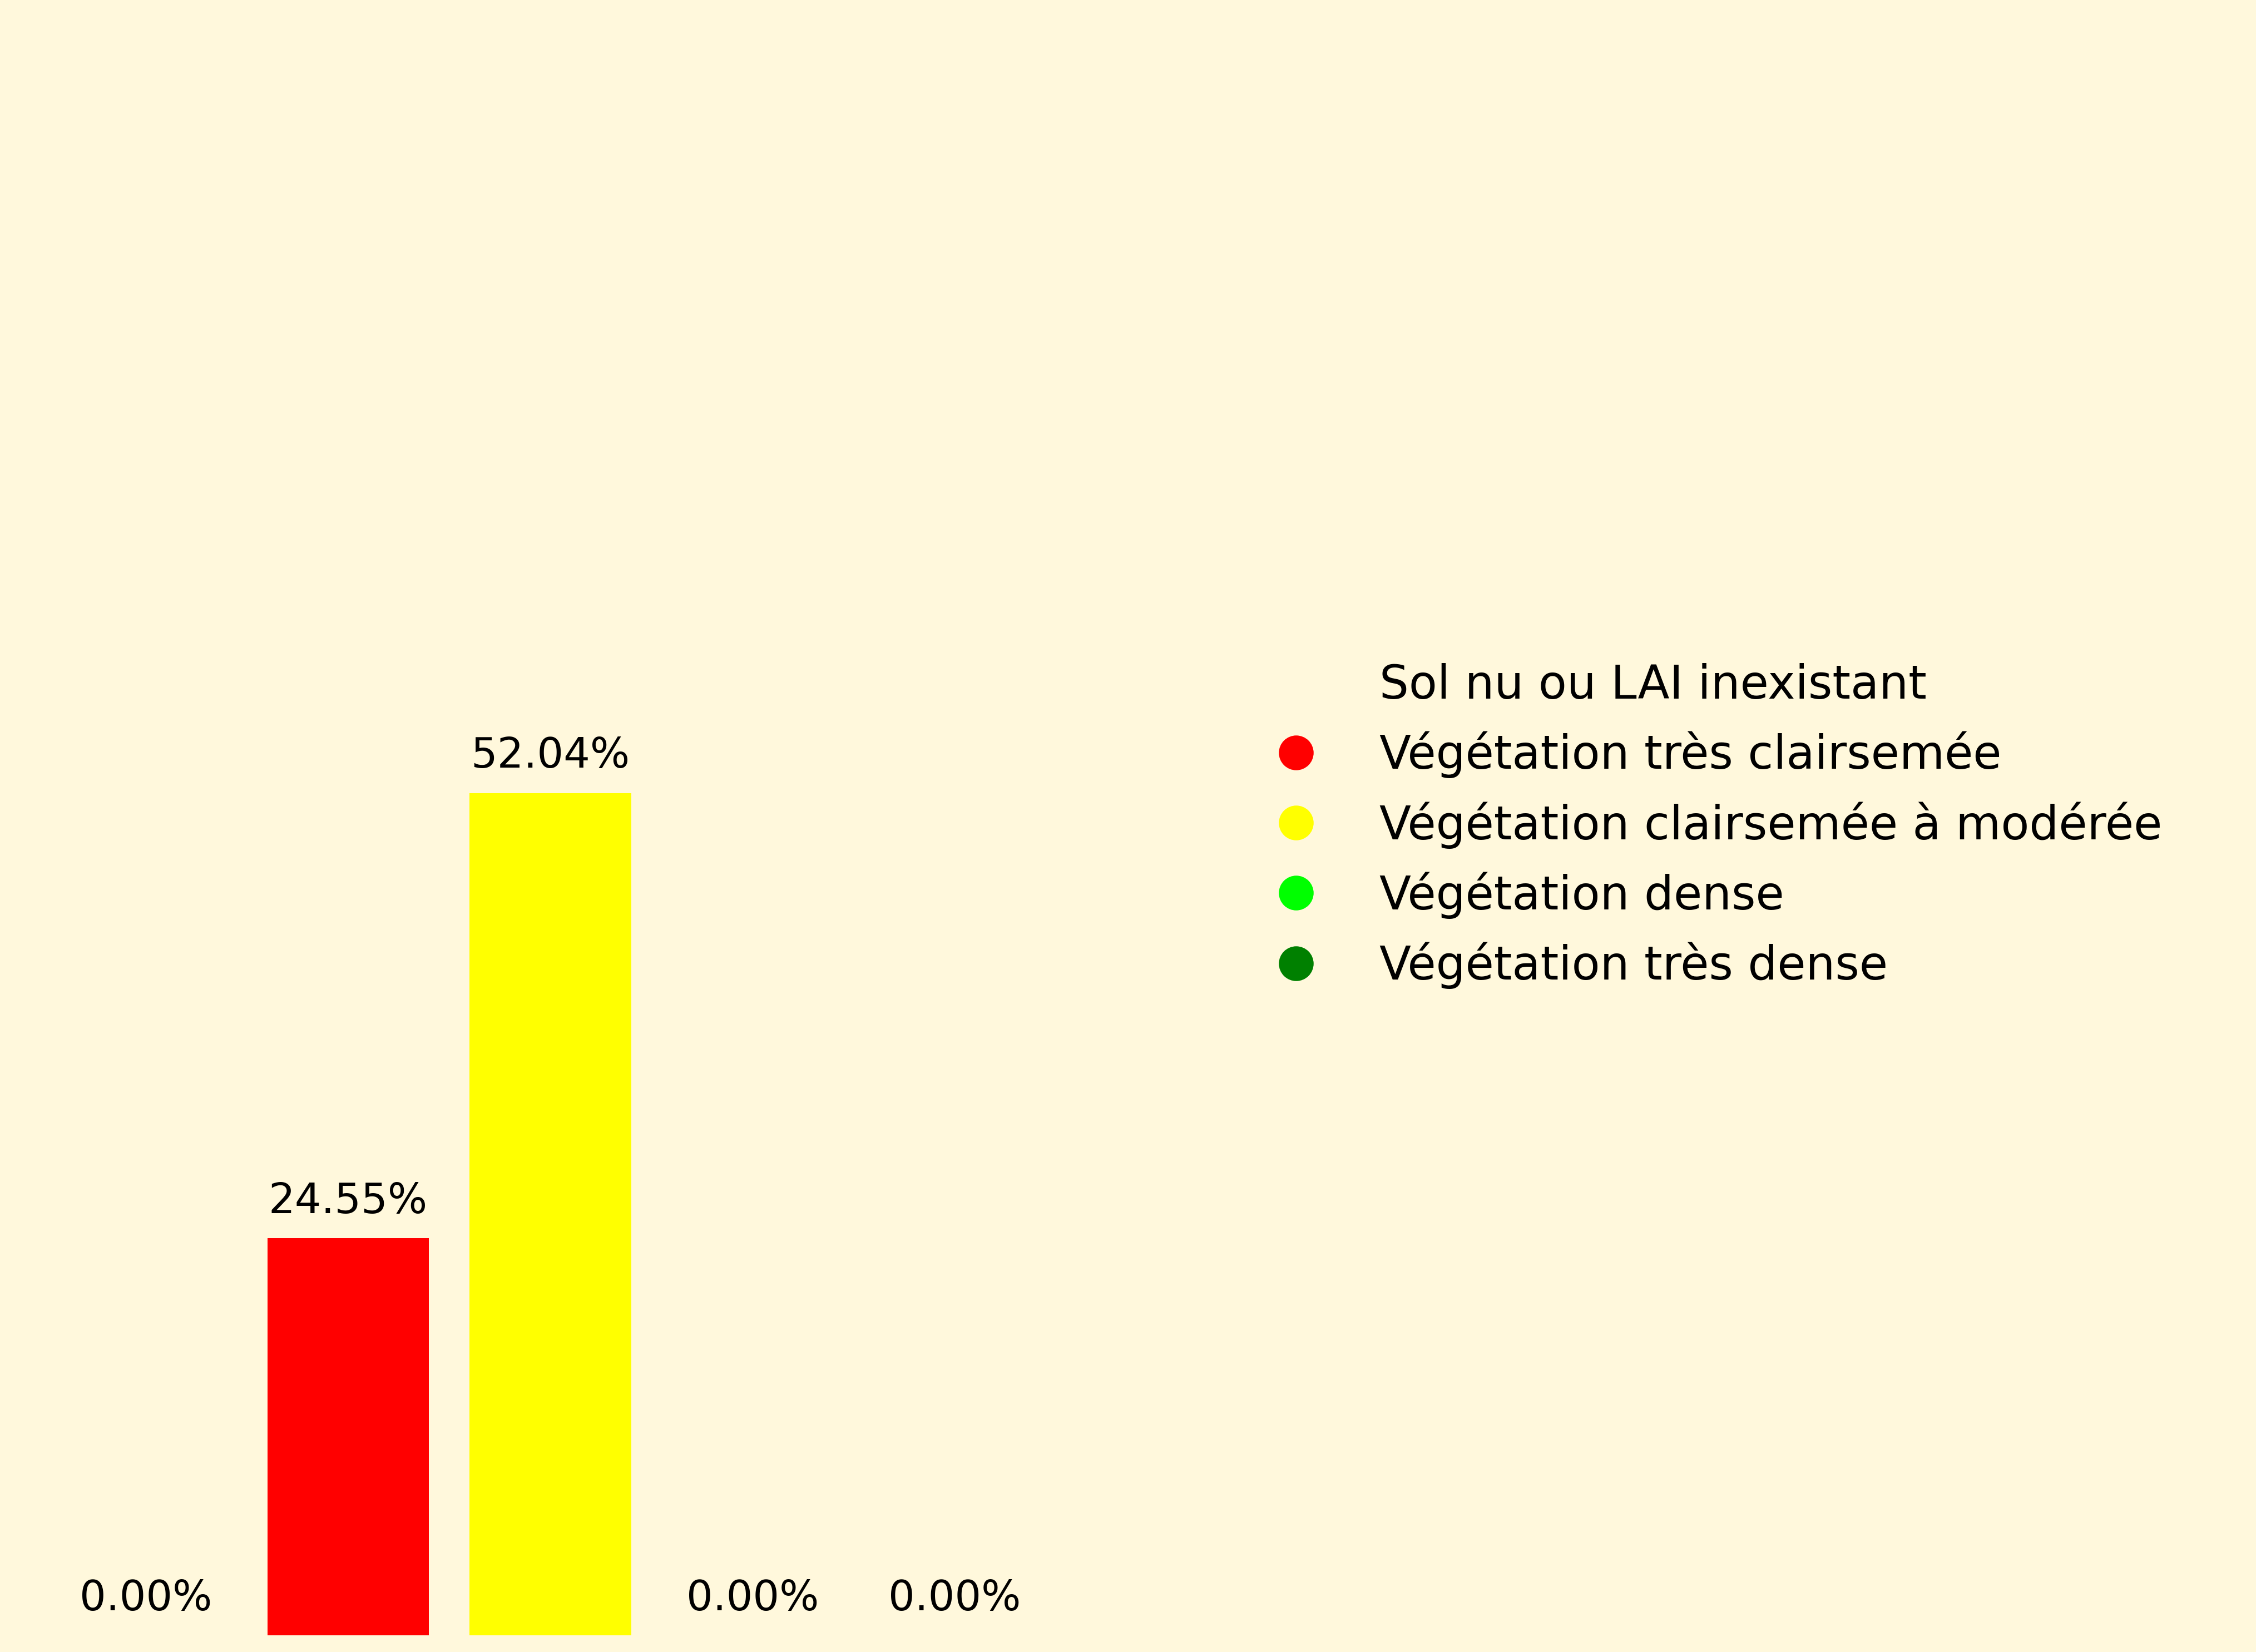 Sol nu ou LAI inexistant
Végétation très clairsemée
Végétation clairsemée à modérée
Végétation dense
Végétation très dense
52.04%
24.55%
0.00%
0.00%
0.00%